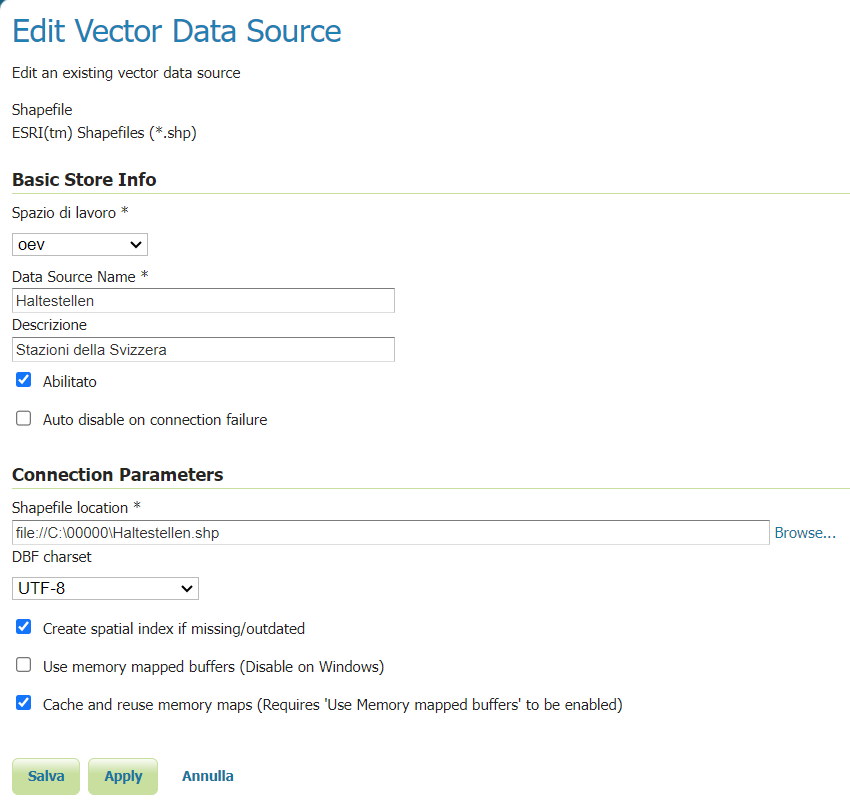 Edit Vector Data Source
Edit an existing vector data source
Shapefile
ESRI(tm) Shapefiles (*.shp)
Basic Store Info
Spazio di lavoro *
oev
Data Source Name *
Haltestellen
Descrizione
Stazioni della Svizzera
Abilitato
Auto disable on connection failure
Connection Parameters
Shapefile location *
file://C:\00000\Haltestellen.shp Browse...
DBF charset
UTF-8
Create spatial index if missing/outdated
Use memory mapped buffers (Disable on Windows)
Cache and reuse memory maps (Requires 'Use Memory mapped buffers' to be enabled)
Salva Apply Annulla